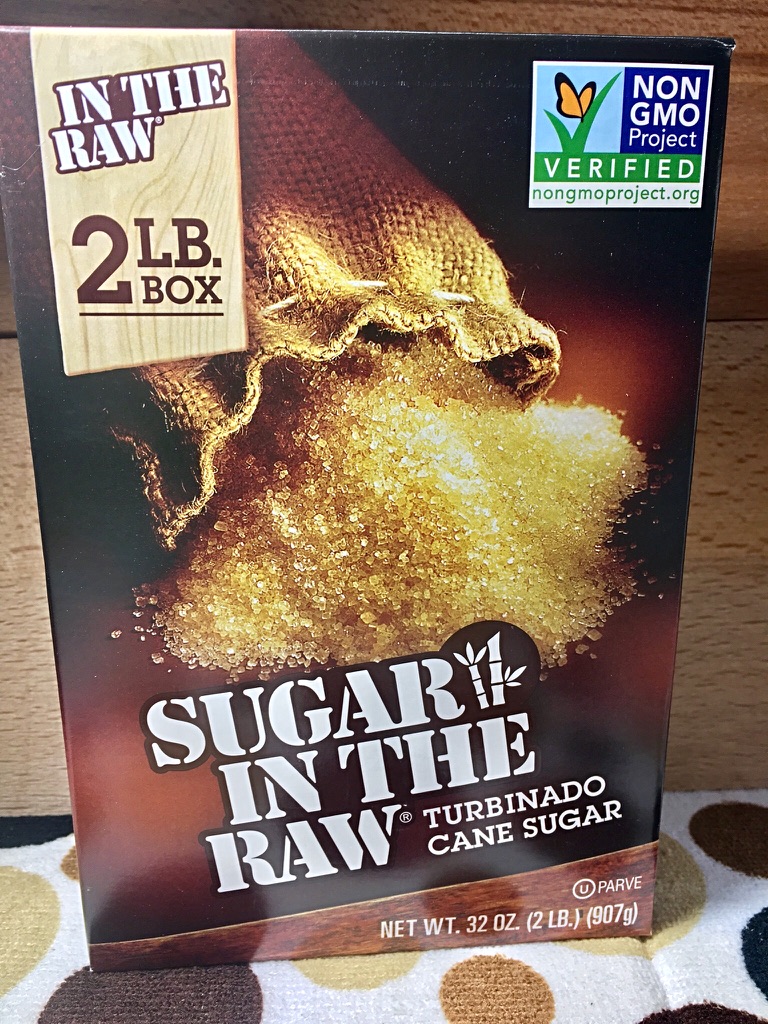 IN THE
RAW®
2 LB.
BOX
NON
GMO
Project
VERIFIED
nongmoproject.org
SUGAR
IN THE
RAW®
TURBINADO
CANE SUGAR
U PARVE
NET WT. 32 OZ. (2 LB.) (907g)